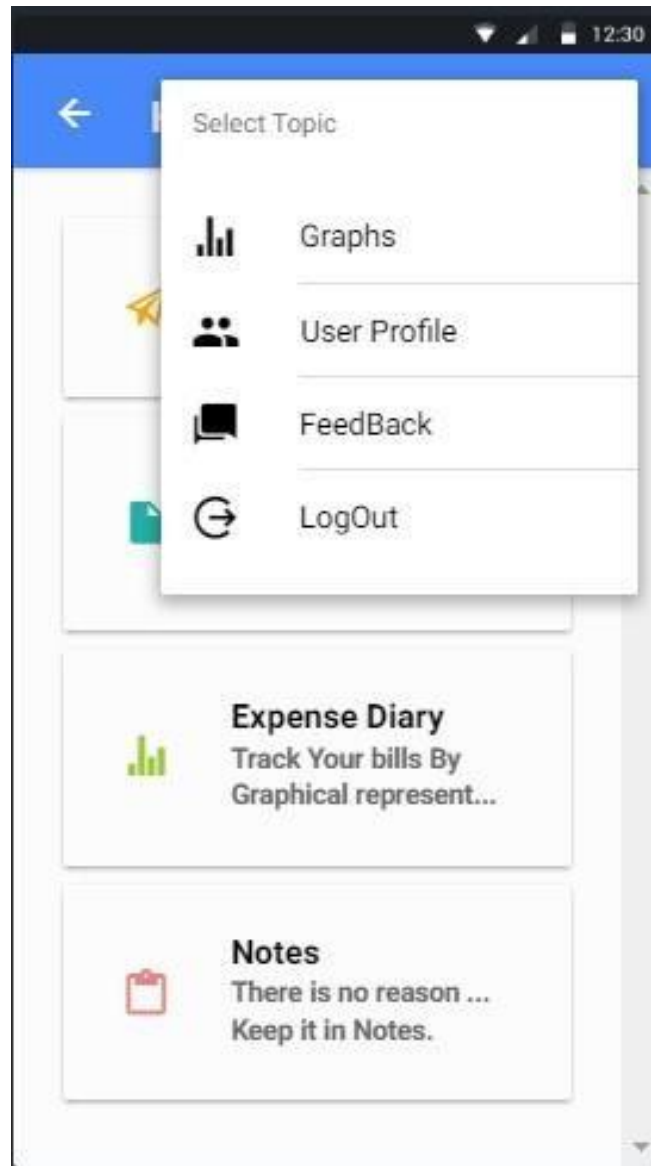 12:30
Select Topic
Graphs
User Profile
FeedBack
LogOut
Expense Diary
Track Your bills By
Graphical represent...
Notes
There is no reason ...
Keep it in Notes.